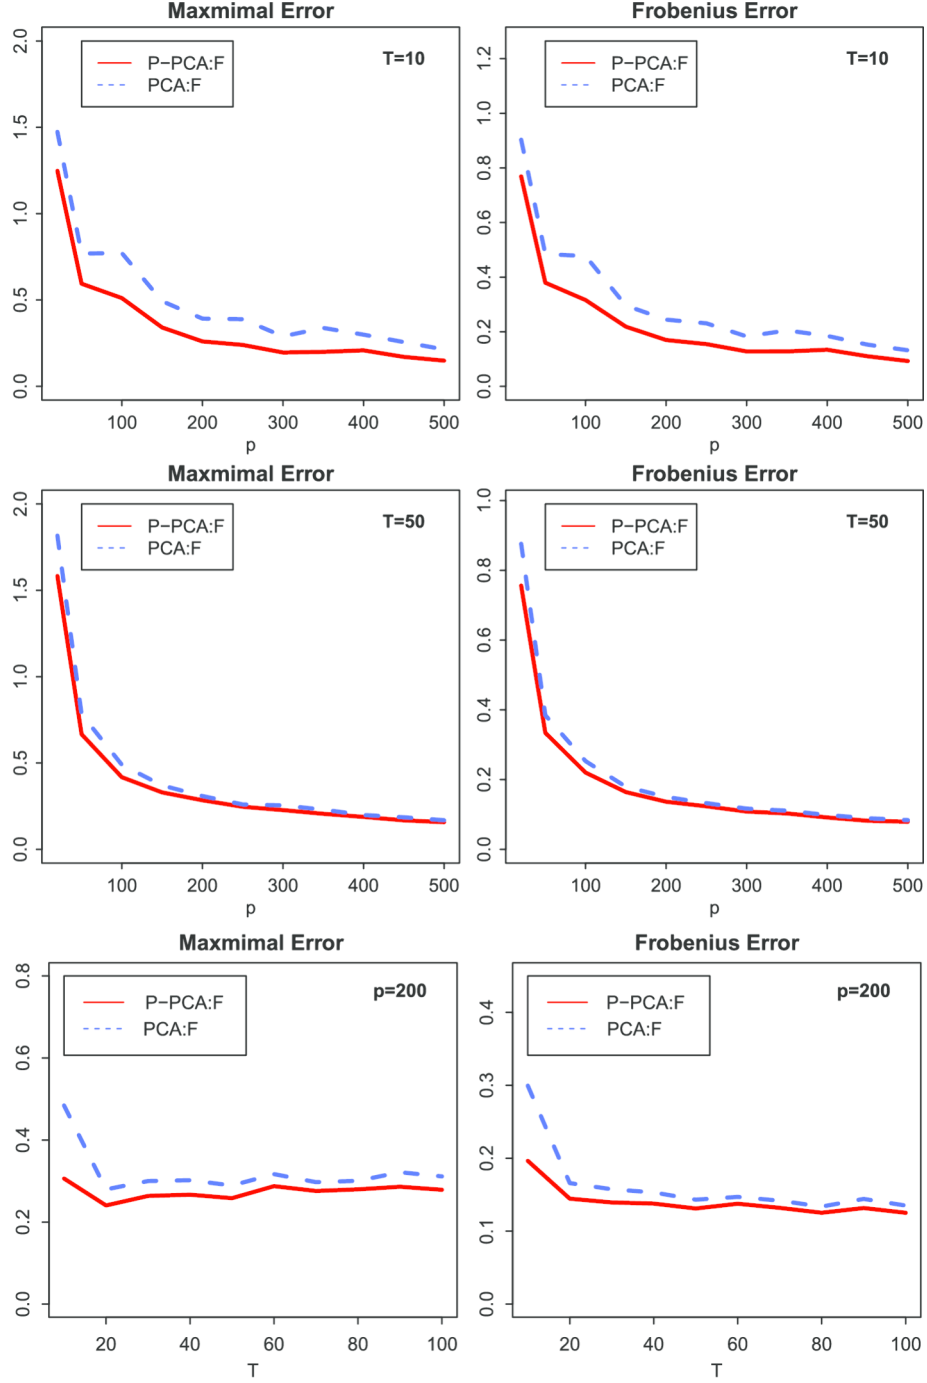 Maxmimal Error
P−PCA:F
PCA:F
T=10
0.0 0.5 1.0 1.5 2.0
100 200 300 400 500
p
Frobenius Error
P−PCA:F
PCA:F
T=10
0.0 0.2 0.4 0.6 0.8 1.0 1.2
100 200 300 400 500
p
Maxmimal Error
P−PCA:F
PCA:F
T=50
0.0 0.5 1.0 1.5 2.0
100 200 300 400 500
p
Frobenius Error
P−PCA:F
PCA:F
T=50
0.0 0.2 0.4 0.6 0.8 1.0
100 200 300 400 500
p
Maxmimal Error
P−PCA:F
PCA:F
p=200
0.0 0.2 0.4 0.6 0.8
20 40 60 80 100
T
Frobenius Error
P−PCA:F
PCA:F
p=200
0.0 0.1 0.2 0.3 0.4
20 40 60 80 100
T